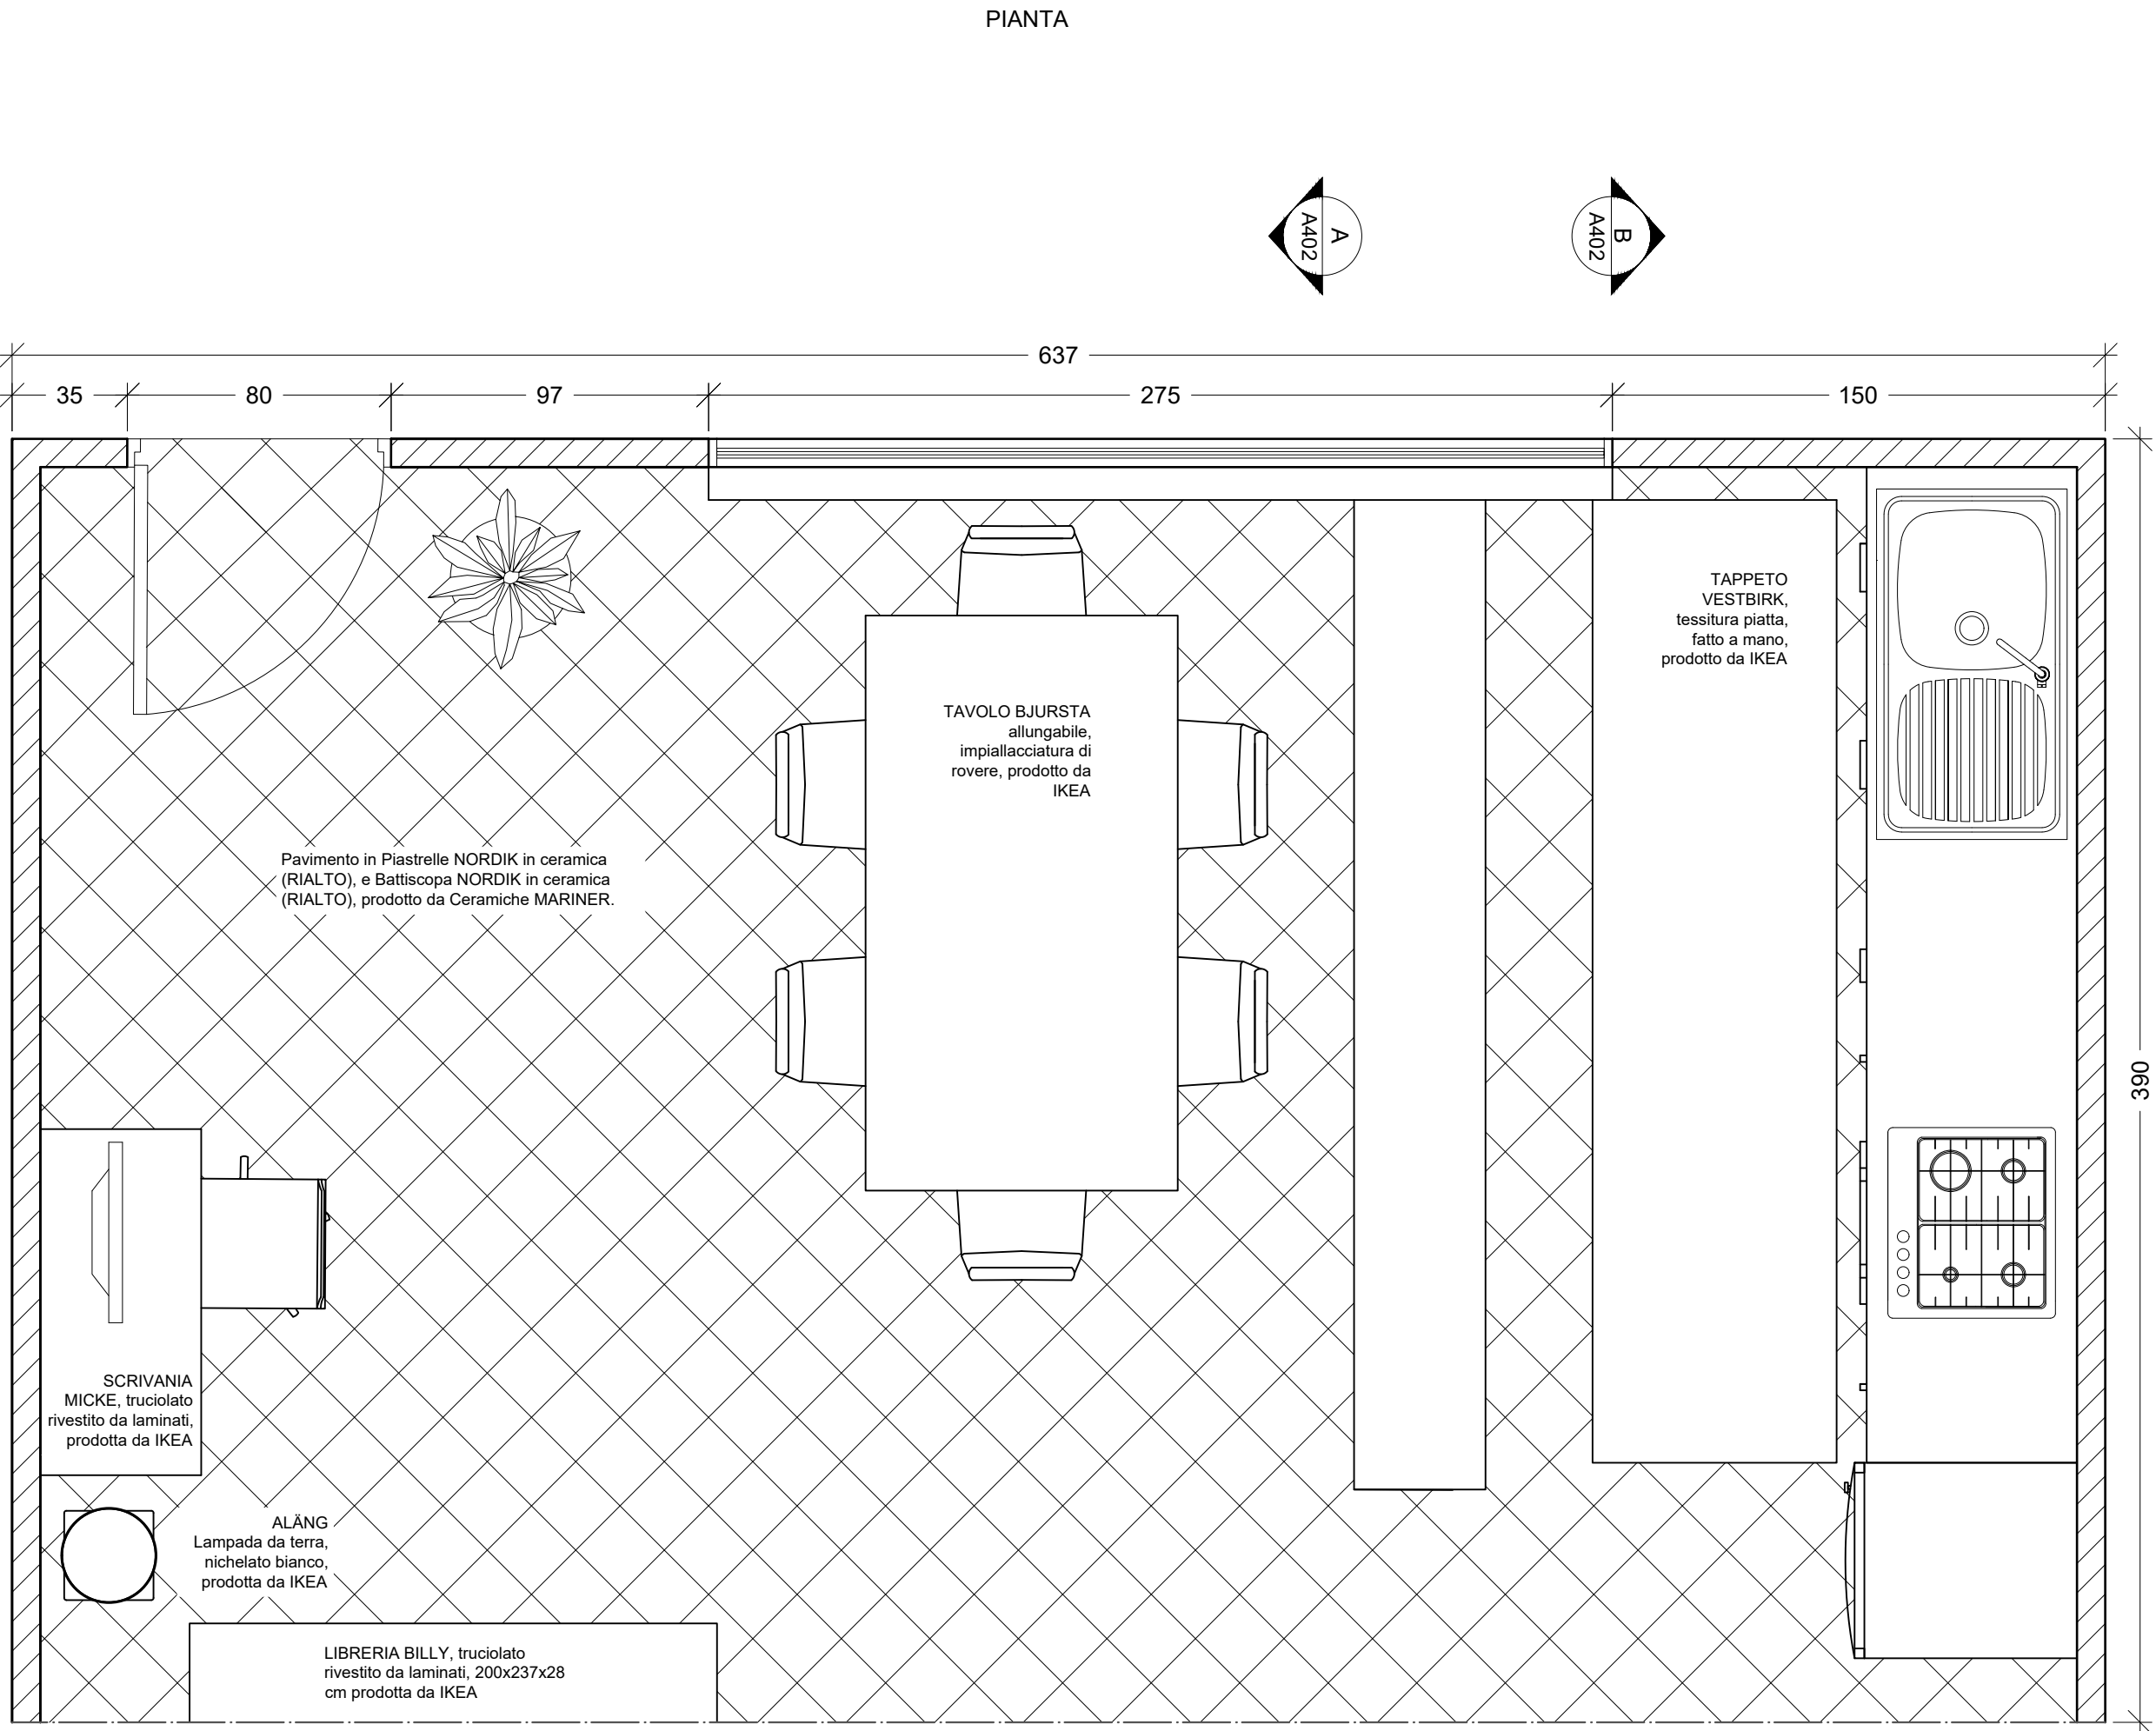 PIANTA
A
A402
B
A402
637
35
80
97
275
150
TAPPETO
VESTBIRK,
tessitura piatta,
fatto a mano,
prodotto da IKEA
TAVOLO BJURSTA
allungabile,
impiallacciatura di
rovere, prodotto da
IKEA
Pavimento in Piastrelle NORDIK in ceramica
(RIALTO), e Battiscopa NORDIK in ceramica
(RIALTO), prodotto da Ceramiche MARINER.
390
SCRIVANIA
MICKE, truciolato
rivestito da laminati,
prodotta da IKEA
ALÄNG
Lampada da terra,
nichelato bianco,
prodotta da IKEA
LIBRERIA BILLY, truciolato
rivestito da laminati, 200x237x28
cm prodotta da IKEA